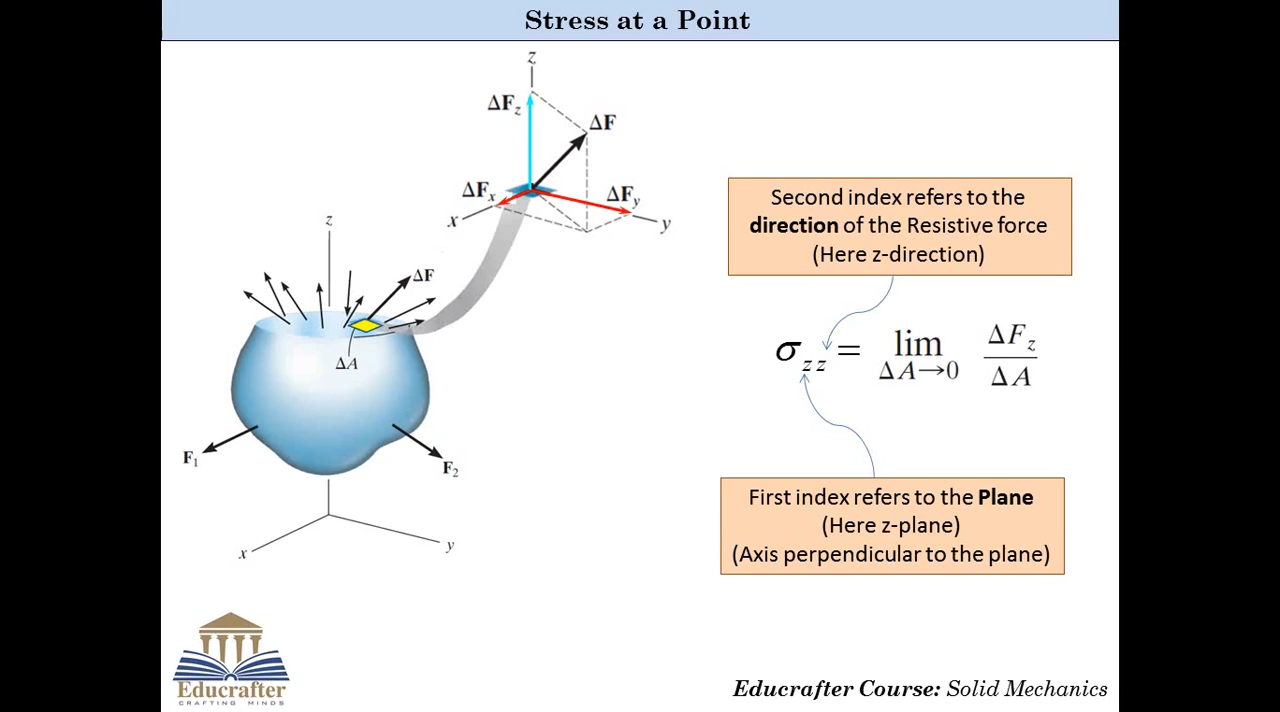 Stress at a Point
z
ΔF_z
ΔF
ΔF_x
ΔF_y
x
y
z
ΔF
ΔA
F₁
F₂
x
y
Second index refers to the
direction of the Resistive force
(Here z-direction)
σ_zz = lim_{ΔA→0} ΔF_z / ΔA
First index refers to the Plane
(Here z-plane)
(Axis perpendicular to the plane)
Educrafter
CRAFTING MINDS
Educrafter Course: Solid Mechanics